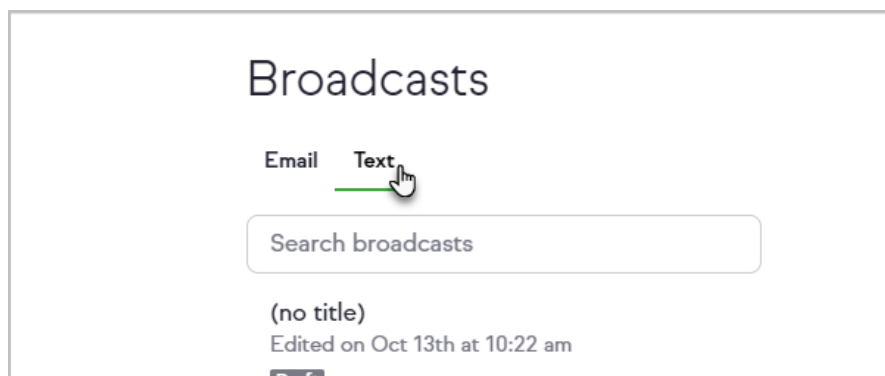 Broadcasts
Email Text
Search broadcasts
(no title)
Edited on Oct 13th at 10:22 am